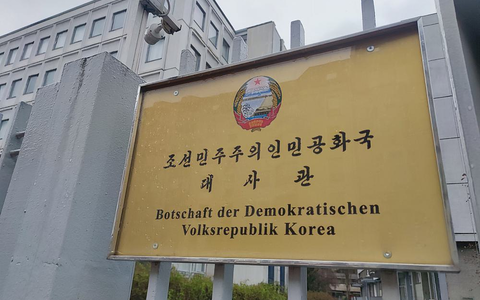 조선민주주의인민공화국
대사관
Botschaft der Demokratischen
Volksrepublik Korea